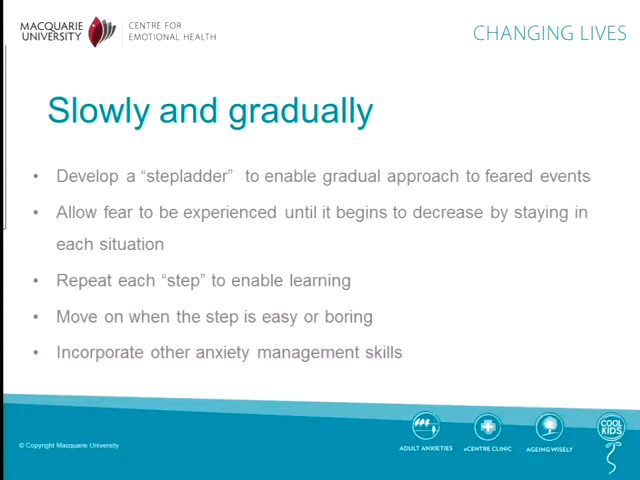 MACQUARIE
UNIVERSITY
CENTRE FOR
EMOTIONAL HEALTH
CHANGING LIVES
Slowly and gradually
• Develop a “steplader” to enable gradual approach to feared events
• Allow fear to be experienced until it begins to decrease by staying in
each situation
• Repeat each “step” to enable learning
• Move on when the step is easy or boring
• Incorporate other anxiety management skills
© Copyright Macquarie University
ADULT ANXIETIES
eCENTRE CLINIC
AGEING WISELY
COOL
KIDS